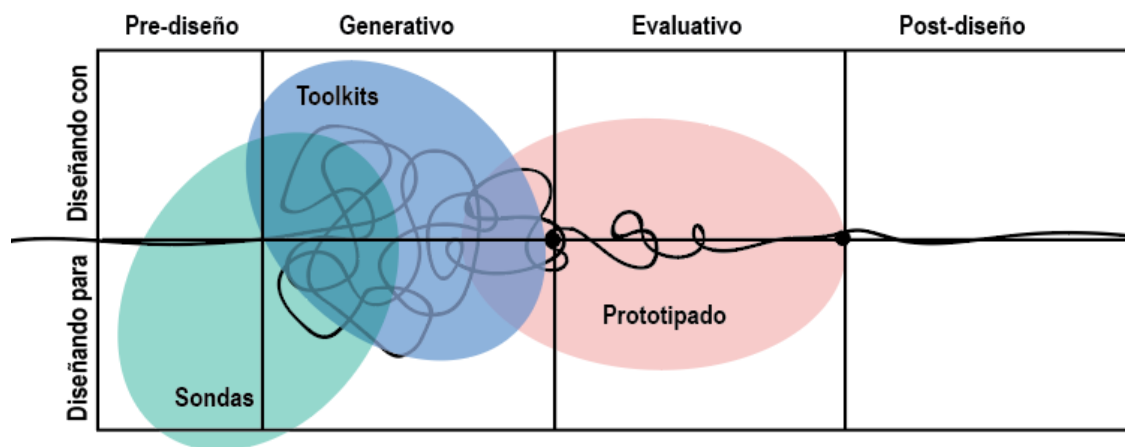 Pre-diseño
Generativo
Evaluativo
Post-diseño
Diseñando con
Diseñando para
Toolkits
Sondas
Prototipado